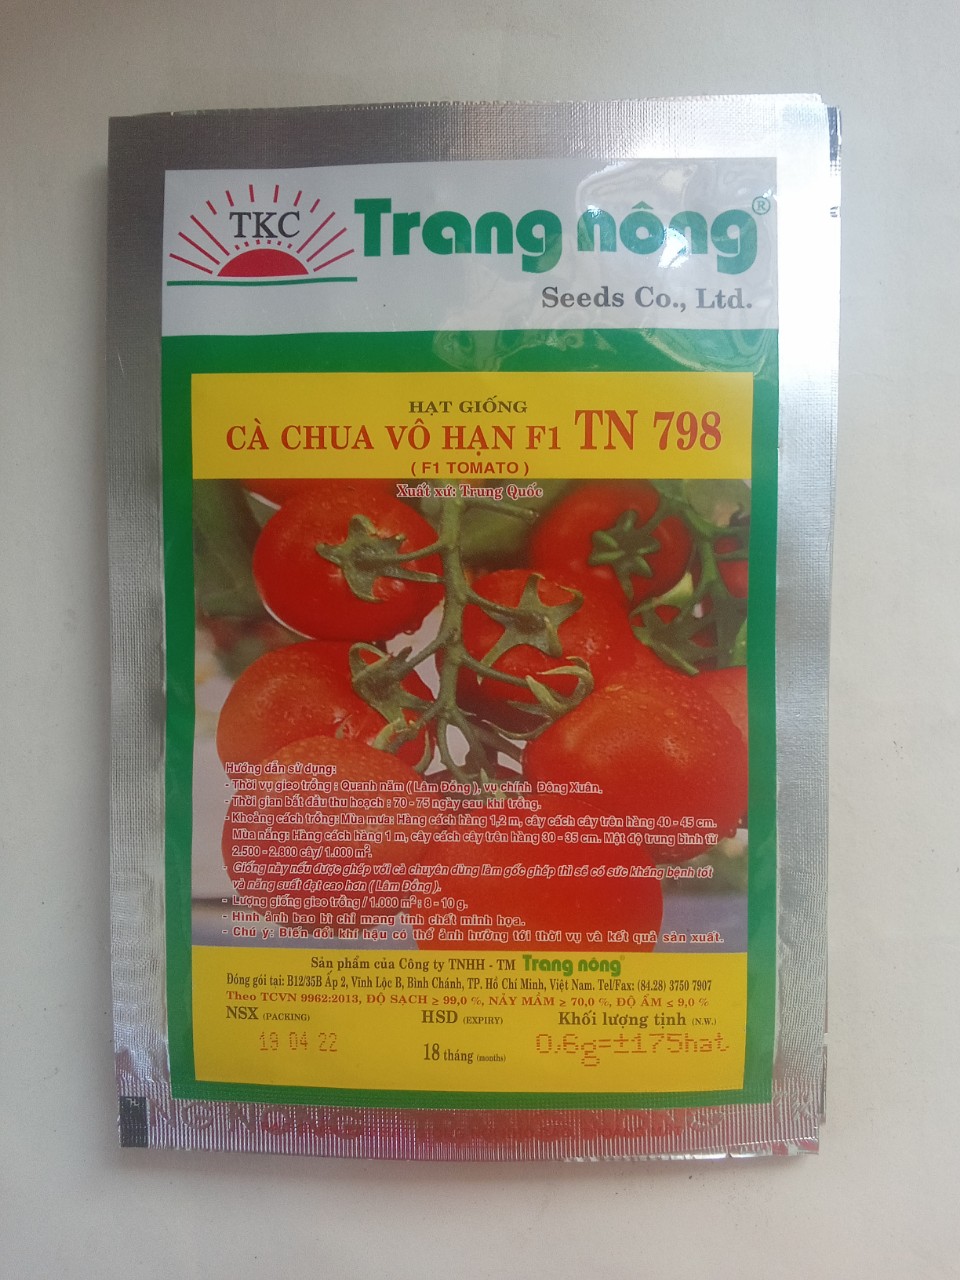 TKC
Trang nông®
Seeds Co., Ltd.
HẠT GIỐNG
CÀ CHUA VÔ HẠN F1 TN 798
( F1 TOMATO )
Xuất xứ: Trung Quốc
Hướng dẫn sử dụng:
- Thời vụ gieo trồng : Quanh năm ( Lâm Đồng ), vụ chính Đông Xuân.
- Thời gian bắt đầu thu hoạch : 70 - 75 ngày sau khi trồng.
- Khoảng cách trồng: Mùa mưa: Hàng cách hàng 1,2 m, cây cách cây trên hàng 40 - 45 cm.
Mùa nắng: Hàng cách hàng 1 m, cây cách cây trên hàng 30 - 35 cm. Mật độ trung bình từ
2.500 - 2.800 cây/ 1.000 m².
- Giống này nếu được ghép với cà chuyên dùng làm gốc ghép thì sẽ có sức kháng bệnh tốt
và năng suất đạt cao hơn ( Lâm Đồng ).
- Lượng giống gieo trồng / 1.000 m² : 8 - 10 g.
- Hình ảnh bao bì chỉ mang tính chất minh họa.
- Chú ý: Biến đổi khí hậu có thể ảnh hưởng tới thời vụ và kết quả sản xuất.
Sản phẩm của Công ty TNHH - TM Trang nông®
Đóng gói tại: B12/35B Ấp 2, Vĩnh Lộc B, Bình Chánh, TP. Hồ Chí Minh, Việt Nam. Tel/Fax: (84.28) 3750 7907
Theo TCVN 9962:2013, ĐỘ SẠCH ≥ 99,0 %, NẢY MẦM ≥ 70,0 %, ĐỘ ẨM ≤ 9,0 %
NSX (PACKING) HSD (EXPIRY) Khối lượng tịnh (N.W.)
19 04 22 18 tháng (months) 0.6g=±175hat